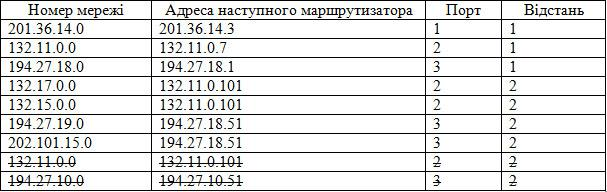 Номер мережі Адреса наступного маршрутизатора Порт Відстань
201.36.14.0 201.36.14.3 1 1
132.11.0.0 132.11.0.7 2 1
194.27.18.0 194.27.18.1 3 1
132.17.0.0 132.11.0.101 2 2
132.15.0.0 132.11.0.101 2 2
194.27.19.0 194.27.18.51 3 2
202.101.15.0 194.27.18.51 3 2
132.11.0.0 132.11.0.101 2 2
194.27.10.0 194.27.10.51 3 2